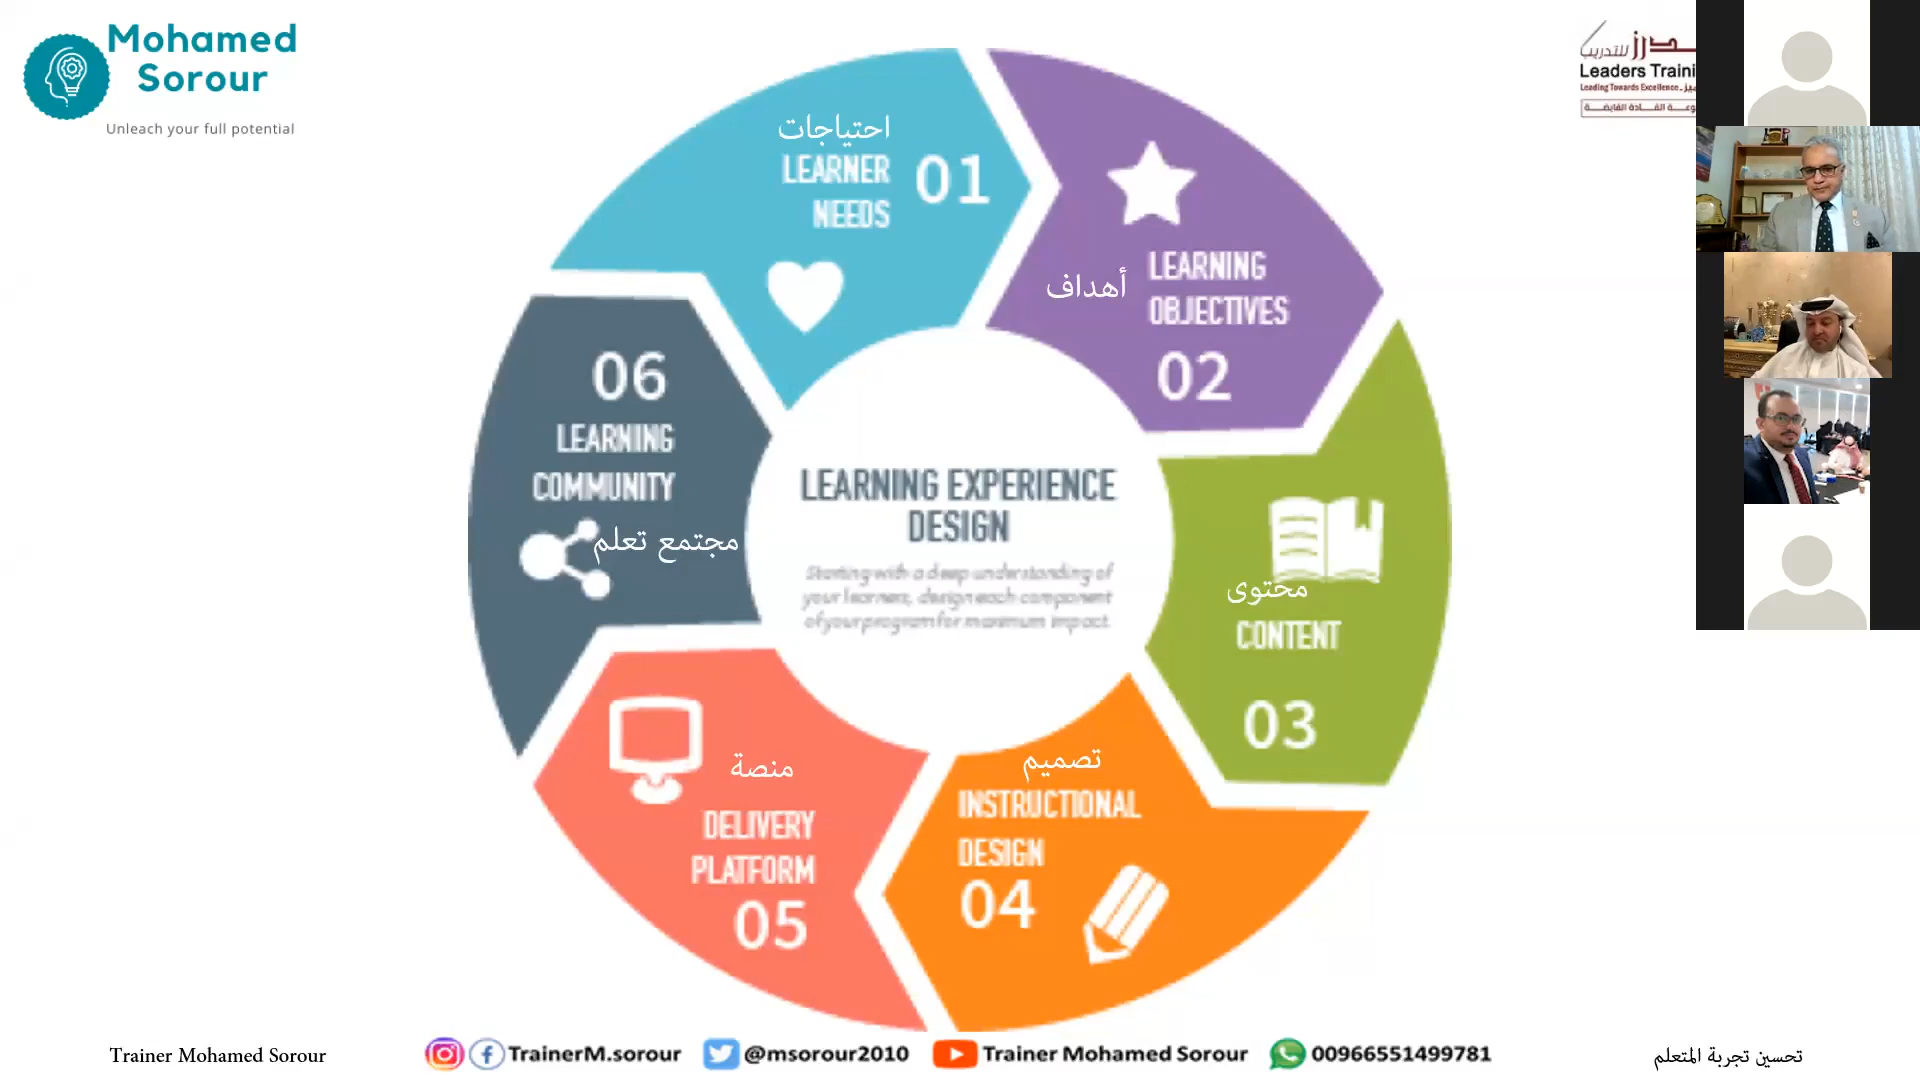 Mohamed
Sorour
Unleach your full potential
للتدريب
Leaders Traini
Leading Towards Excellence
احتياجات
LEARNER
NEEDS
01
أهداف
LEARNING
OBJECTIVES
02
محتوى
CONTENT
03
تصميم
INSTRUCTIONAL
DESIGN
04
منصة
DELIVERY
PLATFORM
05
06
LEARNING
COMMUNITY
مجتمع تعلم
LEARNING EXPERIENCE
DESIGN
Starting with a deep understanding of
your learners, design each component
of your program for maximum impact.
Trainer Mohamed Sorour
TrainerM.sorour
@msorour2010
Trainer Mohamed Sorour
00966551499781
تحسين تجربة المتعلم